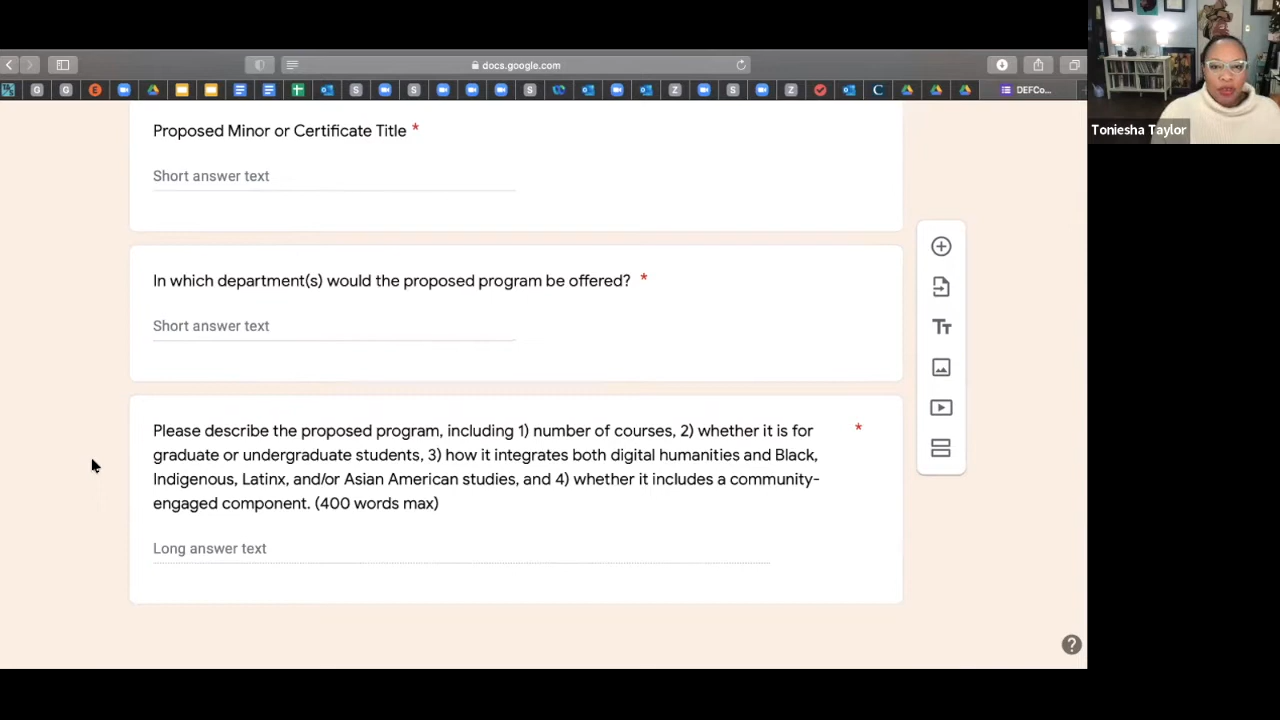 docs.google.com
G
G
E
S
S
S
Z
S
Z
C
DEFCo...
Toniesha Taylor
Proposed Minor or Certificate Title *
Short answer text
In which department(s) would the proposed program be offered? *
Short answer text
Please describe the proposed program, including 1) number of courses, 2) whether it is for *
graduate or undergraduate students, 3) how it integrates both digital humanities and Black,
Indigenous, Latinx, and/or Asian American studies, and 4) whether it includes a community-
engaged component. (400 words max)
Long answer text